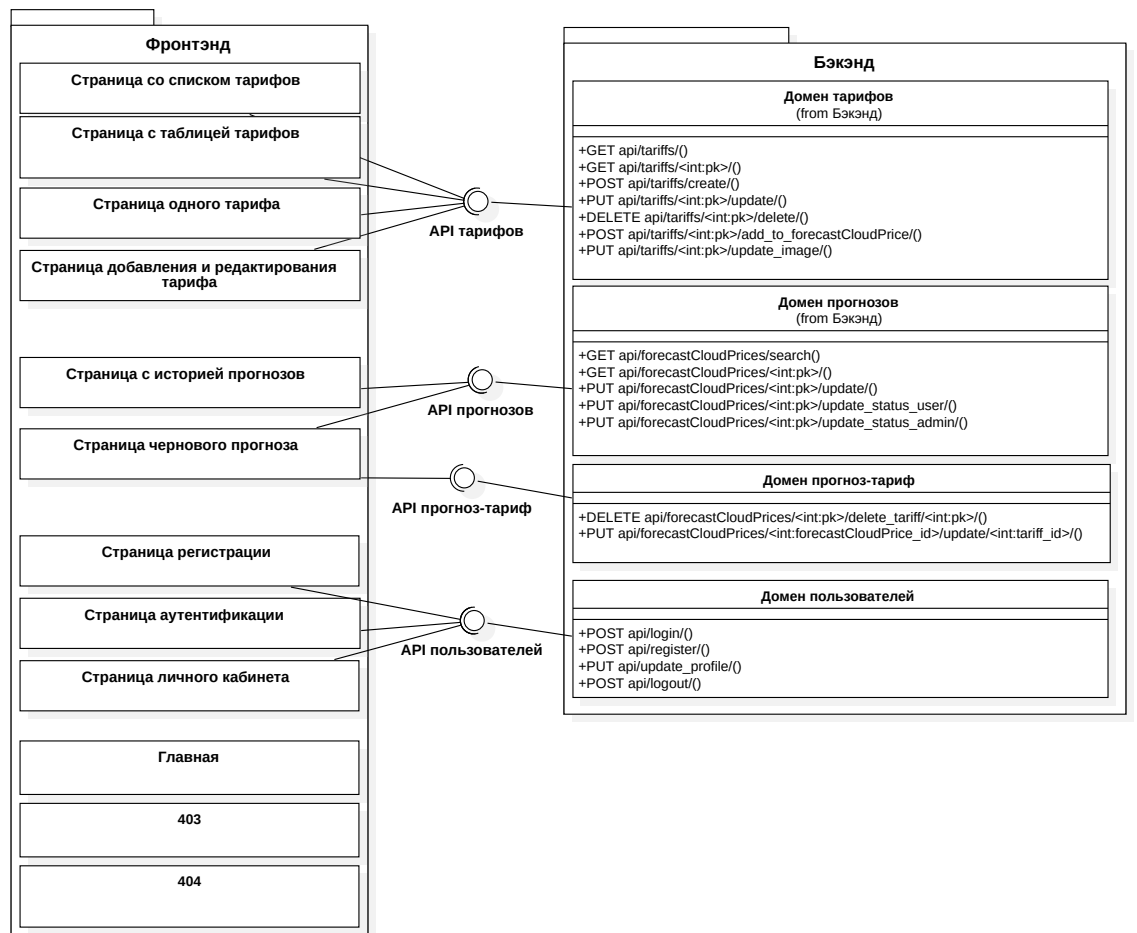 Фронтэнд
Страница со списком тарифов
Страница с таблицей тарифов
Страница одного тарифа
Страница добавления и редактирования
тарифа
Страница с историей прогнозов
Страница чернового прогноза
Страница регистрации
Страница аутентификации
Страница личного кабинета
Главная
403
404
API тарифов
API прогнозов
API прогноз-тариф
API пользователей
Бэкэнд
Домен тарифов
(from Бэкэнд)
+GET api/tariffs/()
+GET api/tariffs/<int:pk>/()
+POST api/tariffs/create/()
+PUT api/tariffs/<int:pk>/update/()
+DELETE api/tariffs/<int:pk>/delete/()
+POST api/tariffs/<int:pk>/add_to_forecastCloudPrice/()
+PUT api/tariffs/<int:pk>/update_image/()
Домен прогнозов
(from Бэкэнд)
+GET api/forecastCloudPrices/search()
+GET api/forecastCloudPrices/<int:pk>/()
+PUT api/forecastCloudPrices/<int:pk>/update/()
+PUT api/forecastCloudPrices/<int:pk>/update_status_user/()
+PUT api/forecastCloudPrices/<int:pk>/update_status_admin/()
Домен прогноз-тариф
+DELETE api/forecastCloudPrices/<int:pk>/delete_tariff/<int:pk>/()
+PUT api/forecastCloudPrices/<int:forecastCloudPrice_id>/update/<int:tariff_id>/()
Домен пользователей
+POST api/login/()
+POST api/register/()
+PUT api/update_profile/()
+POST api/logout/()